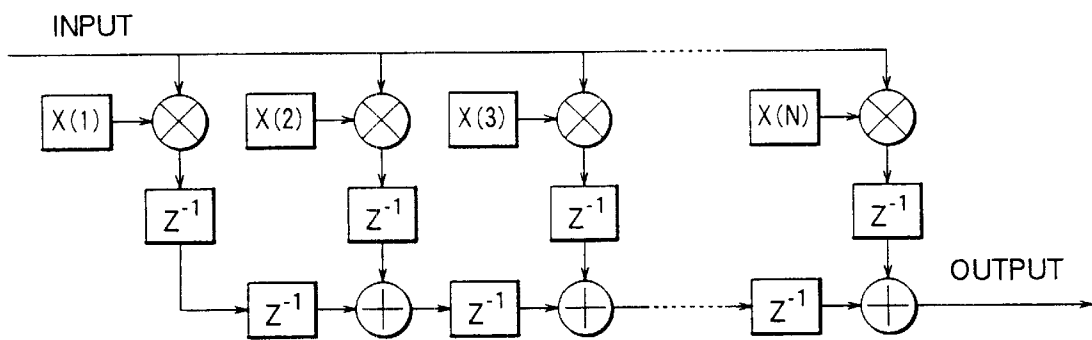 INPUT
X(1) X(2) X(3) X(N)
Z⁻¹ Z⁻¹ Z⁻¹ Z⁻¹
OUTPUT
Z⁻¹ Z⁻¹ Z⁻¹